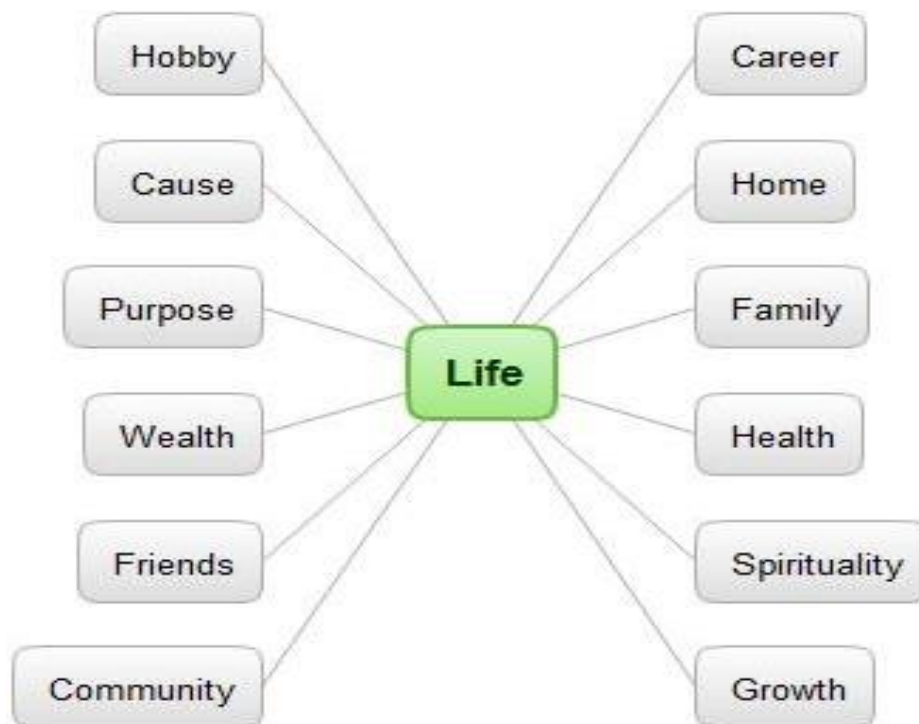 Hobby
Career
Cause
Home
Purpose
Family
Life
Wealth
Health
Friends
Spirituality
Community
Growth